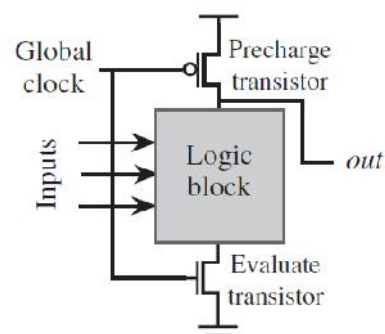 Global
clock
Precharge
transistor
Inputs
Logic
block
out
Evaluate
transistor